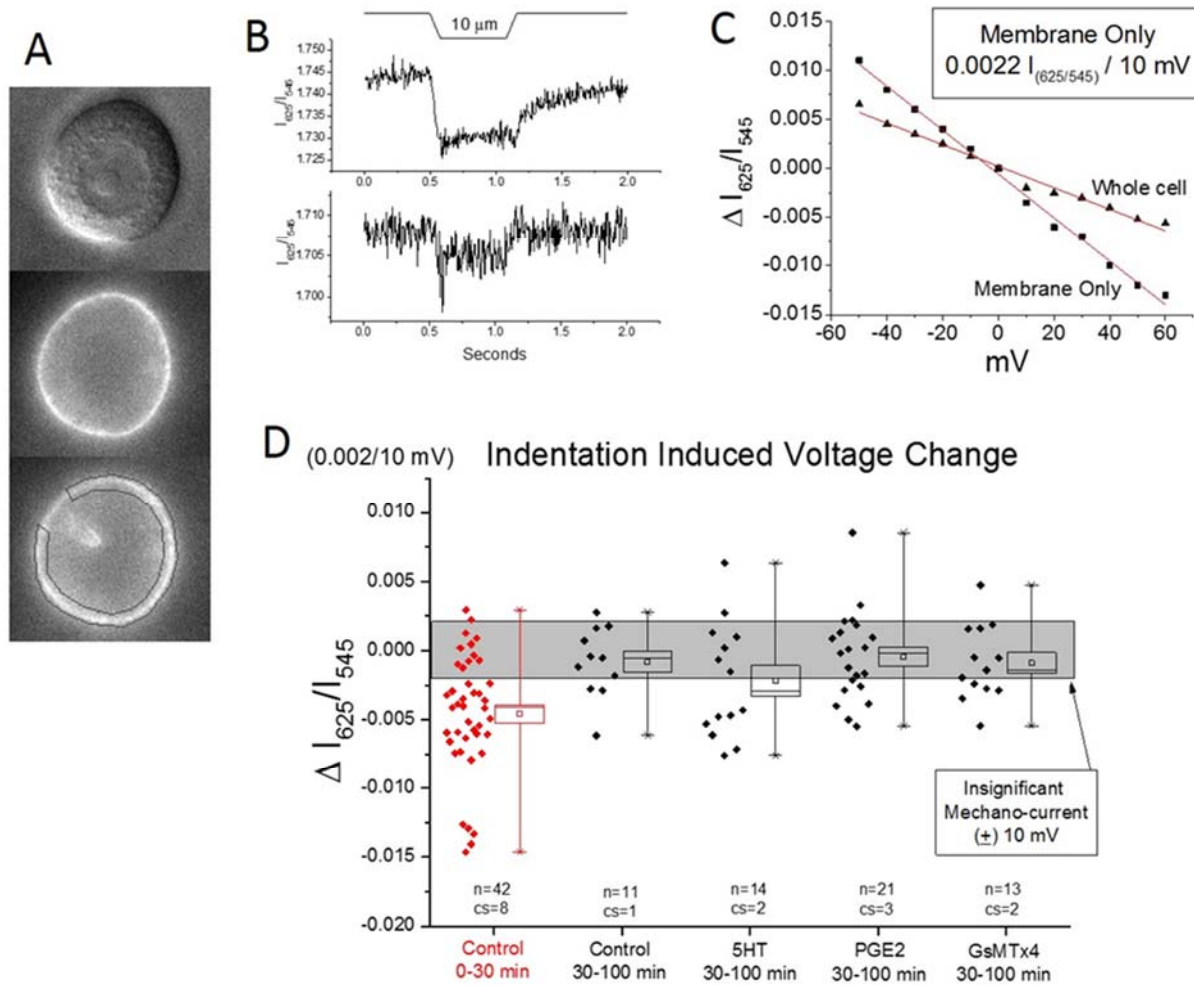 A
B
10 μm
1.750
1.745
1.740
1.735
1.730
1.725
I625/I545
0.0
0.5
1.0
1.5
2.0
1.710
1.705
1.700
I625/I545
0.0
0.5
1.0
1.5
2.0
Seconds
C
Membrane Only
0.0022 I(625/545) / 10 mV
0.010
0.005
0.000
-0.005
-0.010
-0.015
Δ I625/I545
Whole cell
Membrane Only
-60
-40
-20
0
20
40
60
mV
D
(0.002/10 mV)
Indentation Induced Voltage Change
0.010
0.005
0.000
-0.005
-0.010
-0.015
-0.020
Δ I625/I545
Insignificant
Mechano-current
(±) 10 mV
n=42
cs=8
n=11
cs=1
n=14
cs=2
n=21
cs=3
n=13
cs=2
Control
0-30 min
Control
30-100 min
5HT
30-100 min
PGE2
30-100 min
GsMTx4
30-100 min